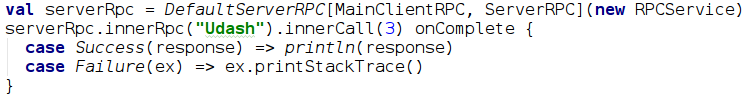 val serverRpc = DefaultServerRPC[MainClientRPC, ServerRPC](new RPCService)
serverRpc.innerRpc("Udash").innerCall(3) onComplete {
  case Success(response) => println(response)
  case Failure(ex) => ex.printStackTrace()
}